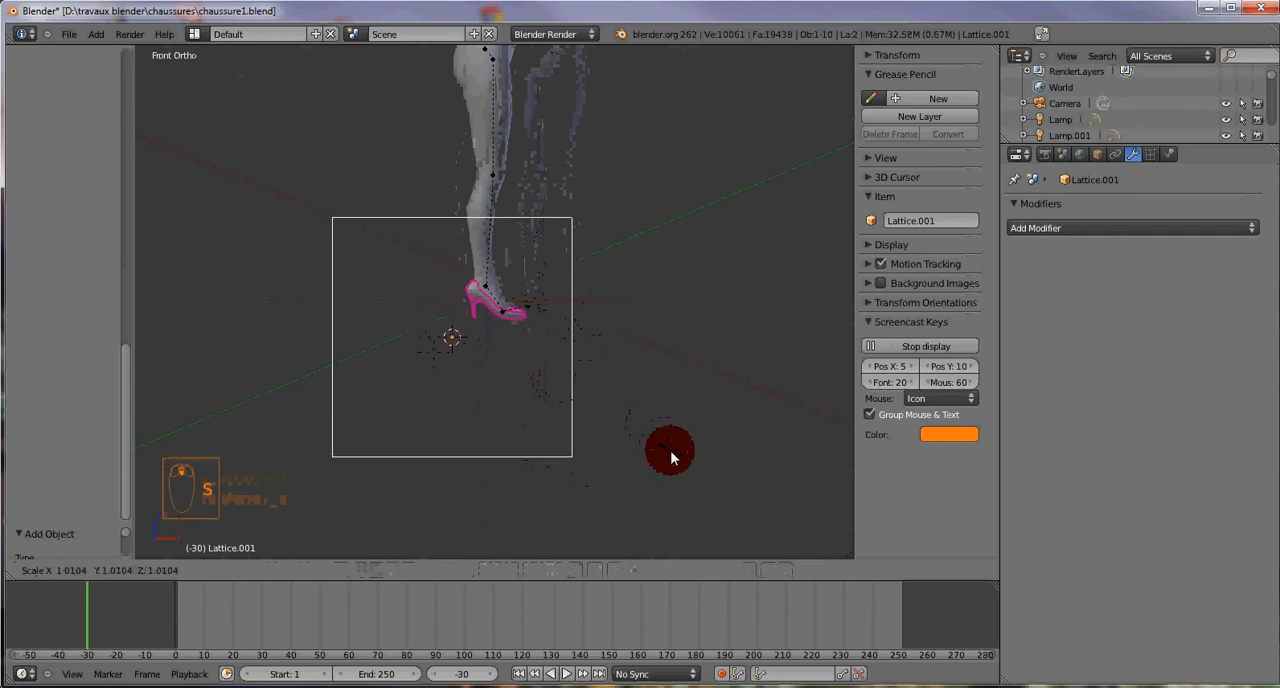 Blender* [D:\travaux blender\chaussures\chaussure1.blend]
File Add Render Help Default Scene Blender Render blender.org 262 | Ve:10061 | Fa:19438 | Ob:1-10 | La:2 | Mem:32.58M (0.67M) | Lattice.001
Front Ortho
Transform
Grease Pencil
New
New Layer
Delete Frame Convert
View
3D Cursor
Item
Lattice.001
Display
Motion Tracking
Background Images
Transform Orientations
Screencast Keys
Stop display
Pos X: 5 Pos Y: 10
Font: 20 Mous: 60
Mouse: Icon
Group Mouse & Text
Color:
View Search All Scenes
RenderLayers
World
Camera
Lamp
Lamp.001
Lattice.001
Modifiers
Add Modifier
S
Add Object
Type
(-30) Lattice.001
Scale X 1.0104 Y: 1.0104 Z: 1.0104
-50 -40 -30 -20 -10 0 10 20 30 40 50 60 70 80 90 100 110 120 130 140 150 160 170 180 190 200 210 220 230 240 250 260 270 280
View Marker Frame Playback Start: 1 End: 250 -30 No Sync